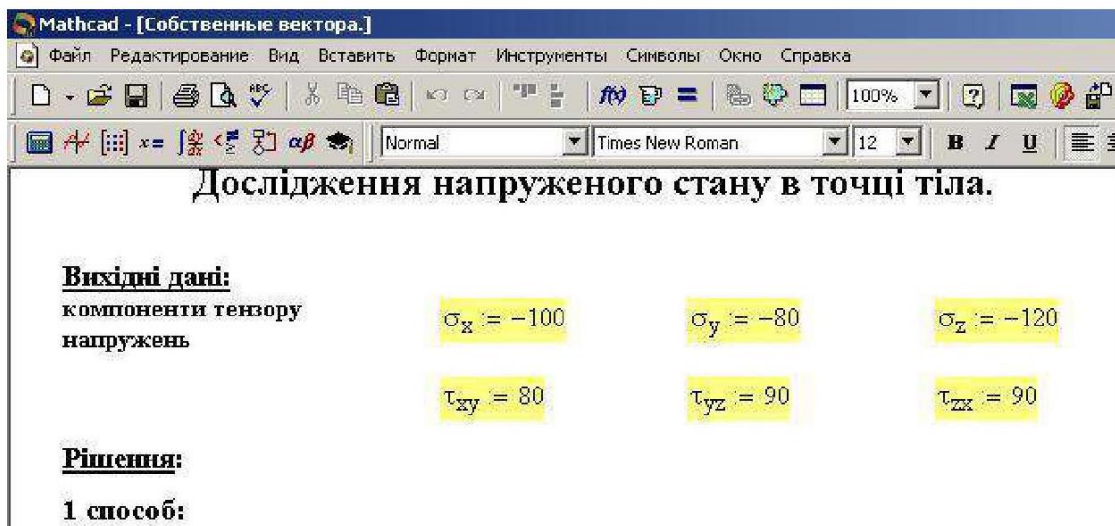 Mathcad - [Собственные вектора.]
Файл Редактирование Вид Вставить Формат Инструменты Символы Окно Справка
100%
Normal Times New Roman 12 B I U
Дослідження напруженого стану в точці тіла.
Вихідні дані:
компоненти тензору
напружень
σx := −100 σy := −80 σz := −120
τxy := 80 τyz := 90 τzx := 90
Рішення:
1 спосіб: